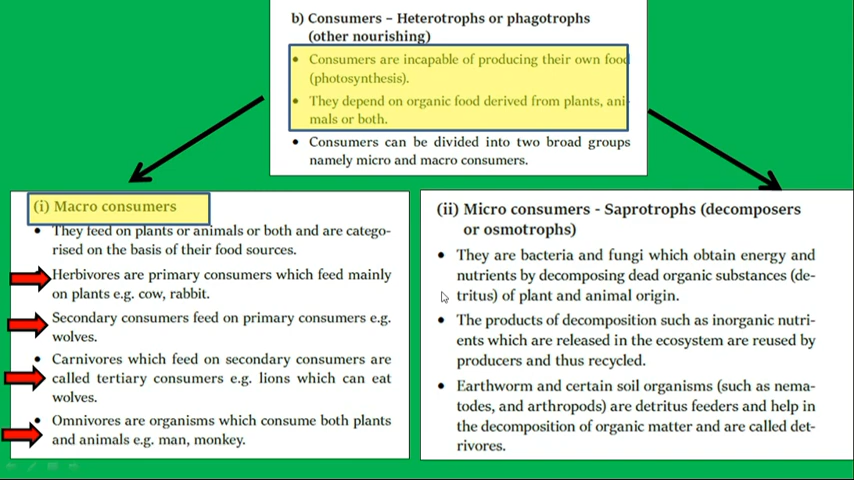 b) Consumers – Heterotrophs or phagotrophs
(other nourishing)
• Consumers are incapable of producing their own food
(photosynthesis).
• They depend on organic food derived from plants, ani-
mals or both.
• Consumers can be divided into two broad groups
namely micro and macro consumers.
(i) Macro consumers
• They feed on plants or animals or both and are catego-
rised on the basis of their food sources.
Herbivores are primary consumers which feed mainly
on plants e.g. cow, rabbit.
Secondary consumers feed on primary consumers e.g.
wolves.
• Carnivores which feed on secondary consumers are
called tertiary consumers e.g. lions which can eat
wolves.
• Omnivores are organisms which consume both plants
and animals e.g. man, monkey.
(ii) Micro consumers - Saprotrophs (decomposers
or osmotrophs)
• They are bacteria and fungi which obtain energy and
nutrients by decomposing dead organic substances (de-
tritus) of plant and animal origin.
• The products of decomposition such as inorganic nutri-
ents which are released in the ecosystem are reused by
producers and thus recycled.
• Earthworm and certain soil organisms (such as nema-
todes, and arthropods) are detritus feeders and help in
the decomposition of organic matter and are called det-
rivores.